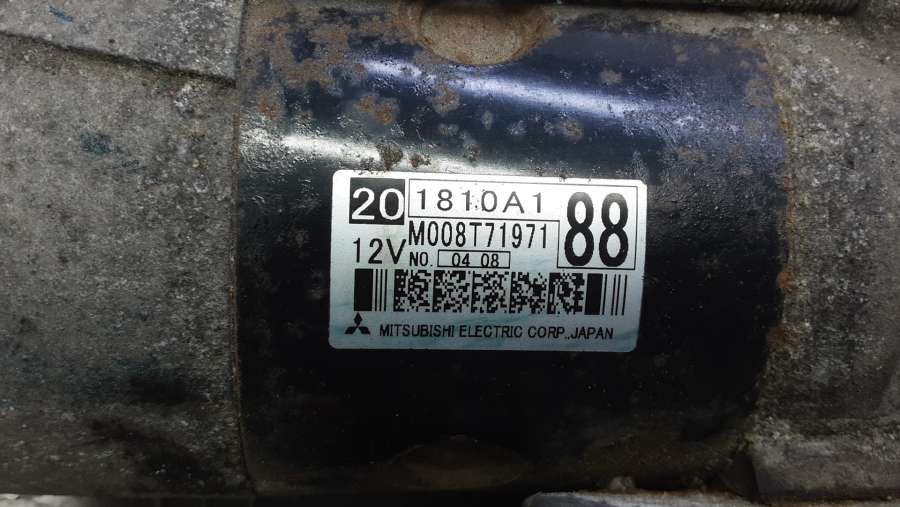 20 1810A1 88
12V M008T71971
NO. 04 08
MITSUBISHI ELECTRIC CORP., JAPAN